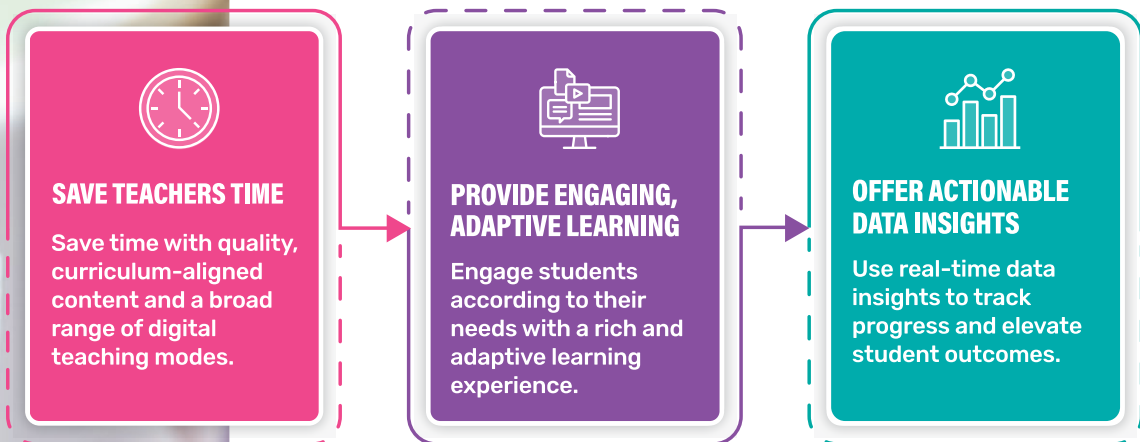 SAVE TEACHERS TIME
Save time with quality,
curriculum-aligned
content and a broad
range of digital
teaching modes.
PROVIDE ENGAGING,
ADAPTIVE LEARNING
Engage students
according to their
needs with a rich and
adaptive learning
experience.
OFFER ACTIONABLE
DATA INSIGHTS
Use real-time data
insights to track
progress and elevate
student outcomes.